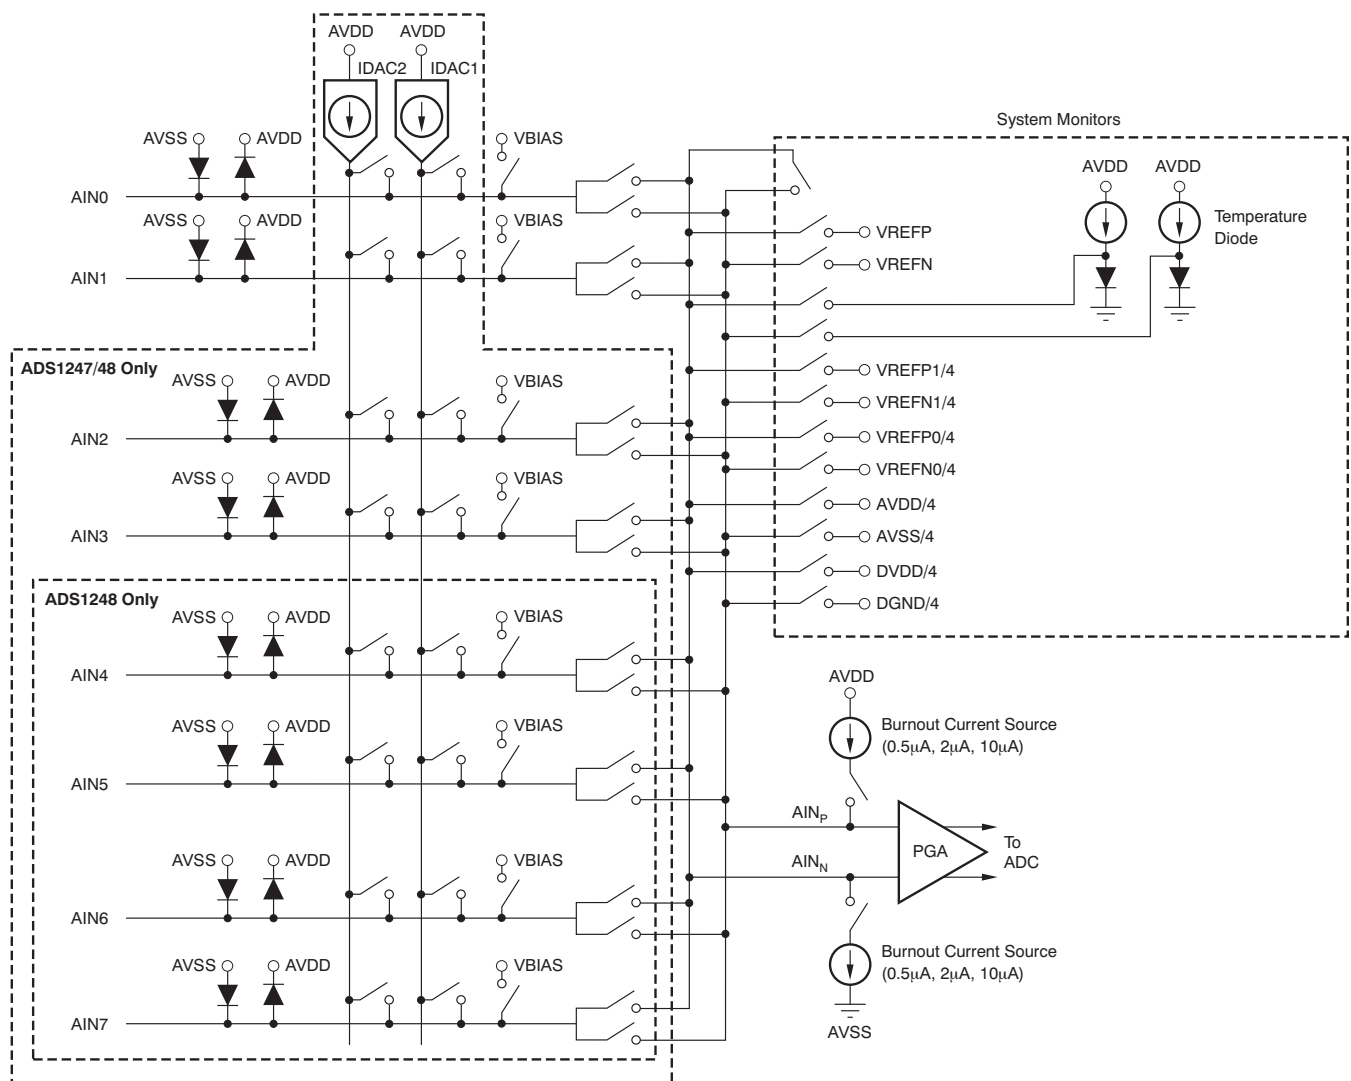 AVDD AVDD
IDAC2 IDAC1
System Monitors
AVSS AVDD VBIAS
AIN0
AVDD AVDD
Temperature
Diode
AVSS AVDD VBIAS
VREFP
VREFN
AIN1
ADS1247/48 Only
VREFP1/4
AVSS AVDD VBIAS
VREFN1/4
AIN2
VREFP0/4
VREFN0/4
AVSS AVDD VBIAS
AVDD/4
AIN3
AVSS/4
DVDD/4
ADS1248 Only
DGND/4
AVSS AVDD VBIAS
AIN4
AVDD
AVSS AVDD VBIAS
Burnout Current Source
(0.5μA, 2μA, 10μA)
AIN5
AINP
PGA
To
ADC
AINN
AVSS AVDD VBIAS
AIN6
Burnout Current Source
(0.5μA, 2μA, 10μA)
AVSS AVDD VBIAS
AIN7
AVSS